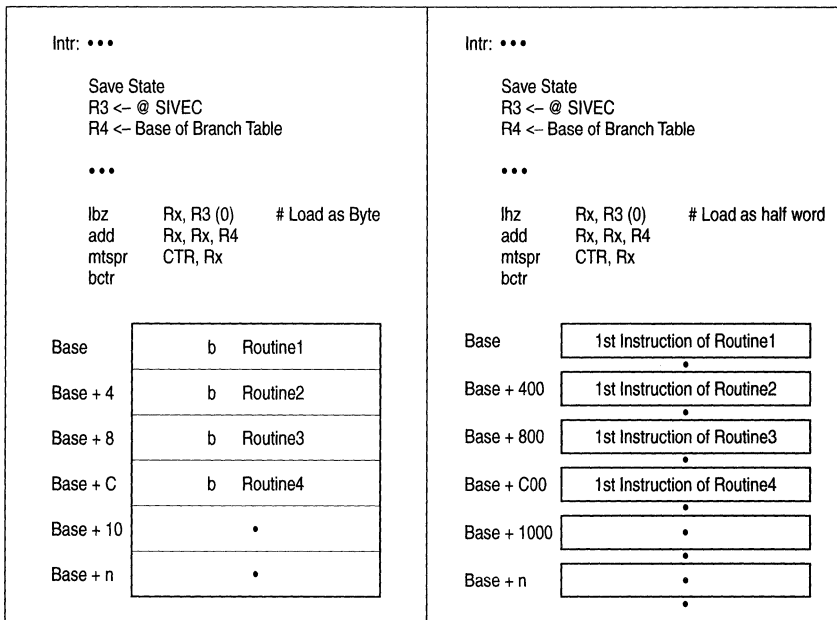 Intr: •••
Save State
R3 <– @ SIVEC
R4 <– Base of Branch Table
•••
lbz Rx, R3 (0) # Load as Byte
add Rx, Rx, R4
mtspr CTR, Rx
bctr
Base b Routine1
Base + 4 b Routine2
Base + 8 b Routine3
Base + C b Routine4
Base + 10 •
Base + n •
Intr: •••
Save State
R3 <– @ SIVEC
R4 <– Base of Branch Table
•••
lhz Rx, R3 (0) # Load as half word
add Rx, Rx, R4
mtspr CTR, Rx
bctr
Base 1st Instruction of Routine1
•
Base + 400 1st Instruction of Routine2
•
Base + 800 1st Instruction of Routine3
•
Base + C00 1st Instruction of Routine4
•
Base + 1000 •
•
Base + n •
•